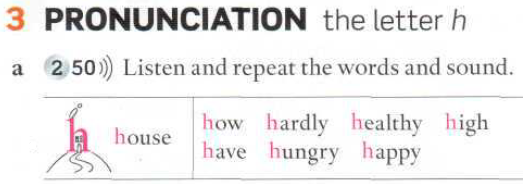 3 PRONUNCIATION the letter h
a 2 50))) Listen and repeat the words and sound.
h house
how hardly healthy high
have hungry happy